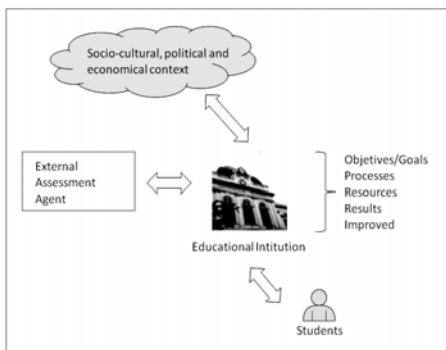 Socio-cultural, political and
economical context
External
Assessment
Agent
Objetives/Goals
Processes
Resources
Results
Improved
Educational Intitution
Students